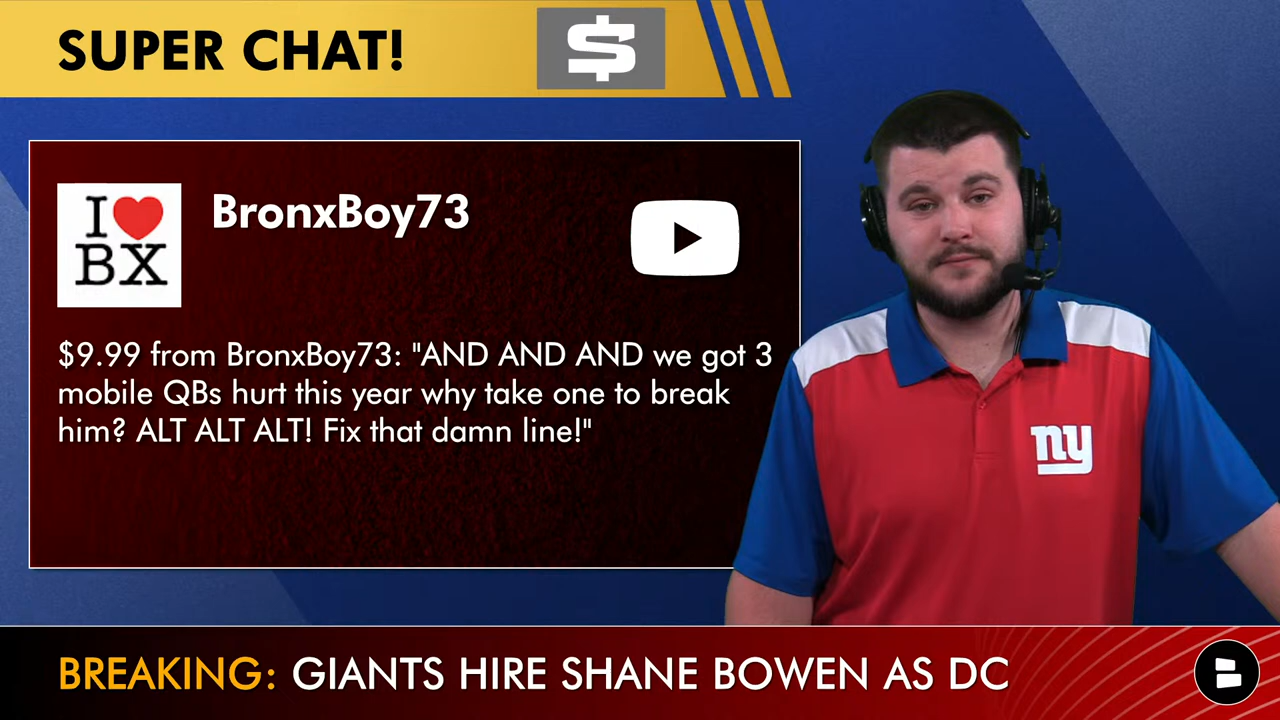 SUPER CHAT!
$
I ❤ BX
BronxBoy73
$9.99 from BronxBoy73: "AND AND AND we got 3
mobile QBs hurt this year why take one to break
him? ALT ALT ALT! Fix that damn line!"
ny
BREAKING: GIANTS HIRE SHANE BOWEN AS DC